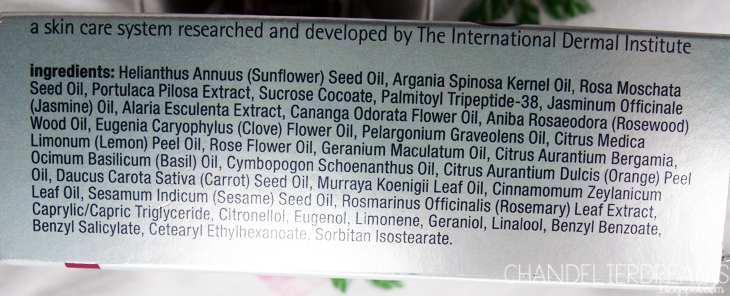 a skin care system researched and developed by The International Dermal Institute
ingredients: Helianthus Annuus (Sunflower) Seed Oil, Argania Spinosa Kernel Oil, Rosa Moschata
Seed Oil, Portulaca Pilosa Extract, Sucrose Cocoate, Palmitoyl Tripeptide-38, Jasminum Officinale
(Jasmine) Oil, Alaria Esculenta Extract, Cananga Odorata Flower Oil, Aniba Rosaeodora (Rosewood)
Wood Oil, Eugenia Caryophylus (Clove) Flower Oil, Pelargonium Graveolens Oil, Citrus Medica
Limonum (Lemon) Peel Oil, Rose Flower Oil, Geranium Maculatum Oil, Citrus Aurantium Bergamia,
Ocimum Basilicum (Basil) Oil, Cymbopogon Schoenanthus Oil, Citrus Aurantium Dulcis (Orange) Peel
Oil, Daucus Carota Sativa (Carrot) Seed Oil, Murraya Koenigii Leaf Oil, Cinnamomum Zeylanicum
Leaf Oil, Sesamum Indicum (Sesame) Seed Oil, Rosmarinus Officinalis (Rosemary) Leaf Extract,
Caprylic/Capric Triglyceride, Citronellol, Eugenol, Limonene, Geraniol, Linalool, Benzyl Benzoate,
Benzyl Salicylate, Cetearyl Ethylhexanoate, Sorbitan Isostearate.
CHANDELIERDREAMS
blogspot.com